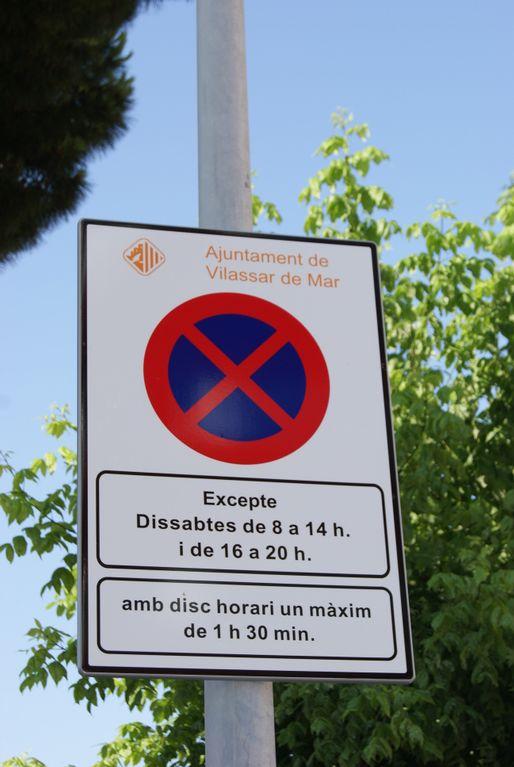 Ajuntament de
Vilassar de Mar
Excepte
Dissabtes de 8 a 14 h.
i de 16 a 20 h.
amb disc horari un màxim
de 1 h 30 min.